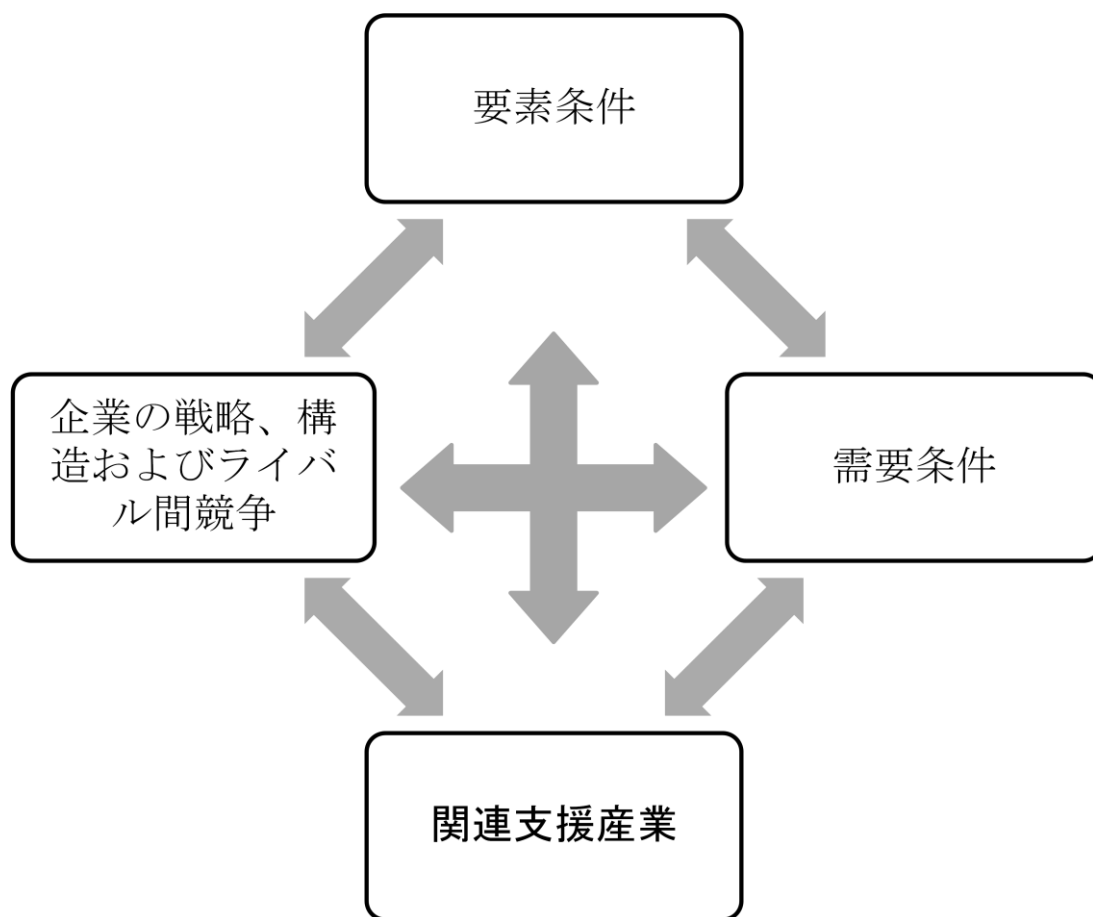 要素条件
企業の戦略、構
造およびライバ
ル間競争
需要条件
関連支援産業